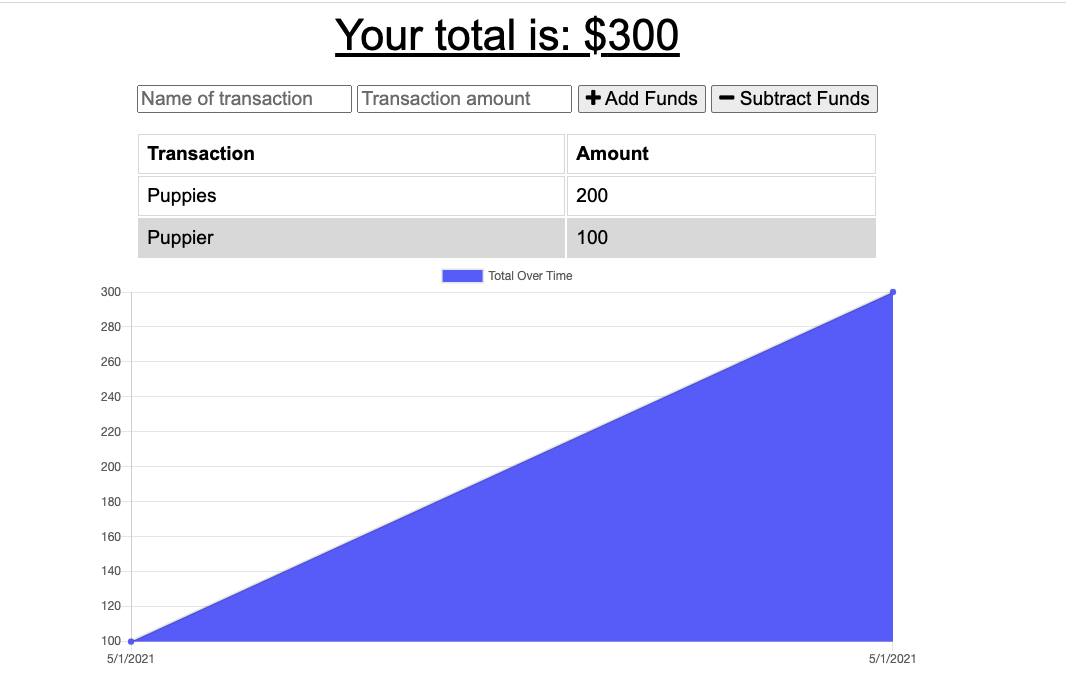 Your total is: $300
Name of transaction Transaction amount Add Funds Subtract Funds
Transaction Amount
Puppies 200
Puppier 100
Total Over Time
300
280
260
240
220
200
180
160
140
120
100
5/1/2021 5/1/2021